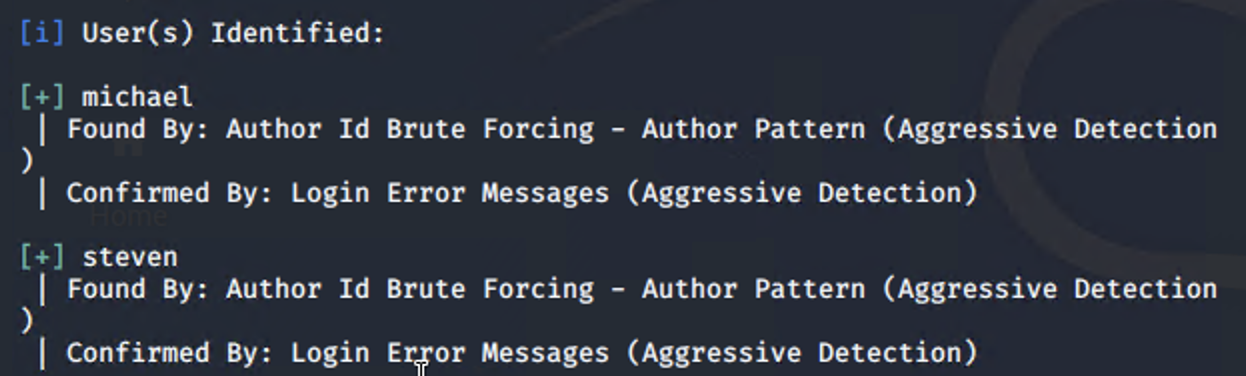 [i] User(s) Identified:
[+] michael
| Found By: Author Id Brute Forcing - Author Pattern (Aggressive Detection
)
| Confirmed By: Login Error Messages (Aggressive Detection)
Home
[+] steven
| Found By: Author Id Brute Forcing - Author Pattern (Aggressive Detection
)
| Confirmed By: Login Error Messages (Aggressive Detection)